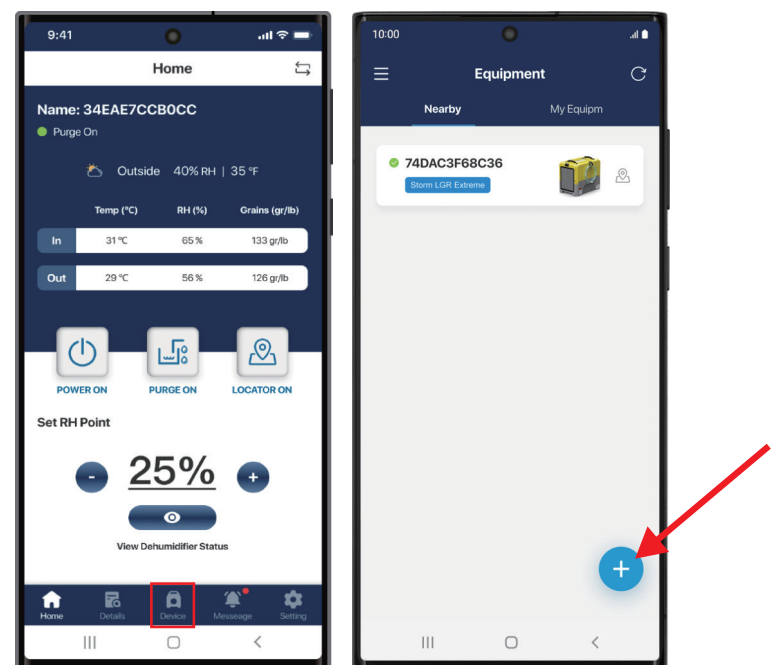 9:41
Home
Name: 34EAE7CCB0CC
Purge On
Outside 40% RH | 35 °F
Temp (°C) RH (%) Grains (gr/lb)
In 31 °C 65 % 133 gr/lb
Out 29 °C 56 % 126 gr/lb
POWER ON PURGE ON LOCATOR ON
Set RH Point
- 25% +
View Dehumidifier Status
Home Details Device Messeage Setting
10:00
Equipment
Nearby My Equipm
74DAC3F68C36
Storm LGR Extreme
+